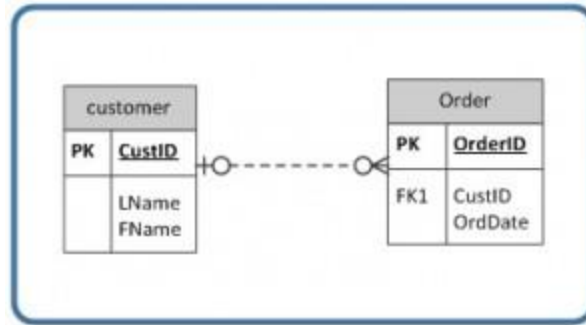 customer
PK CustID
LName
FName
Order
PK OrderID
FK1 CustID
OrdDate